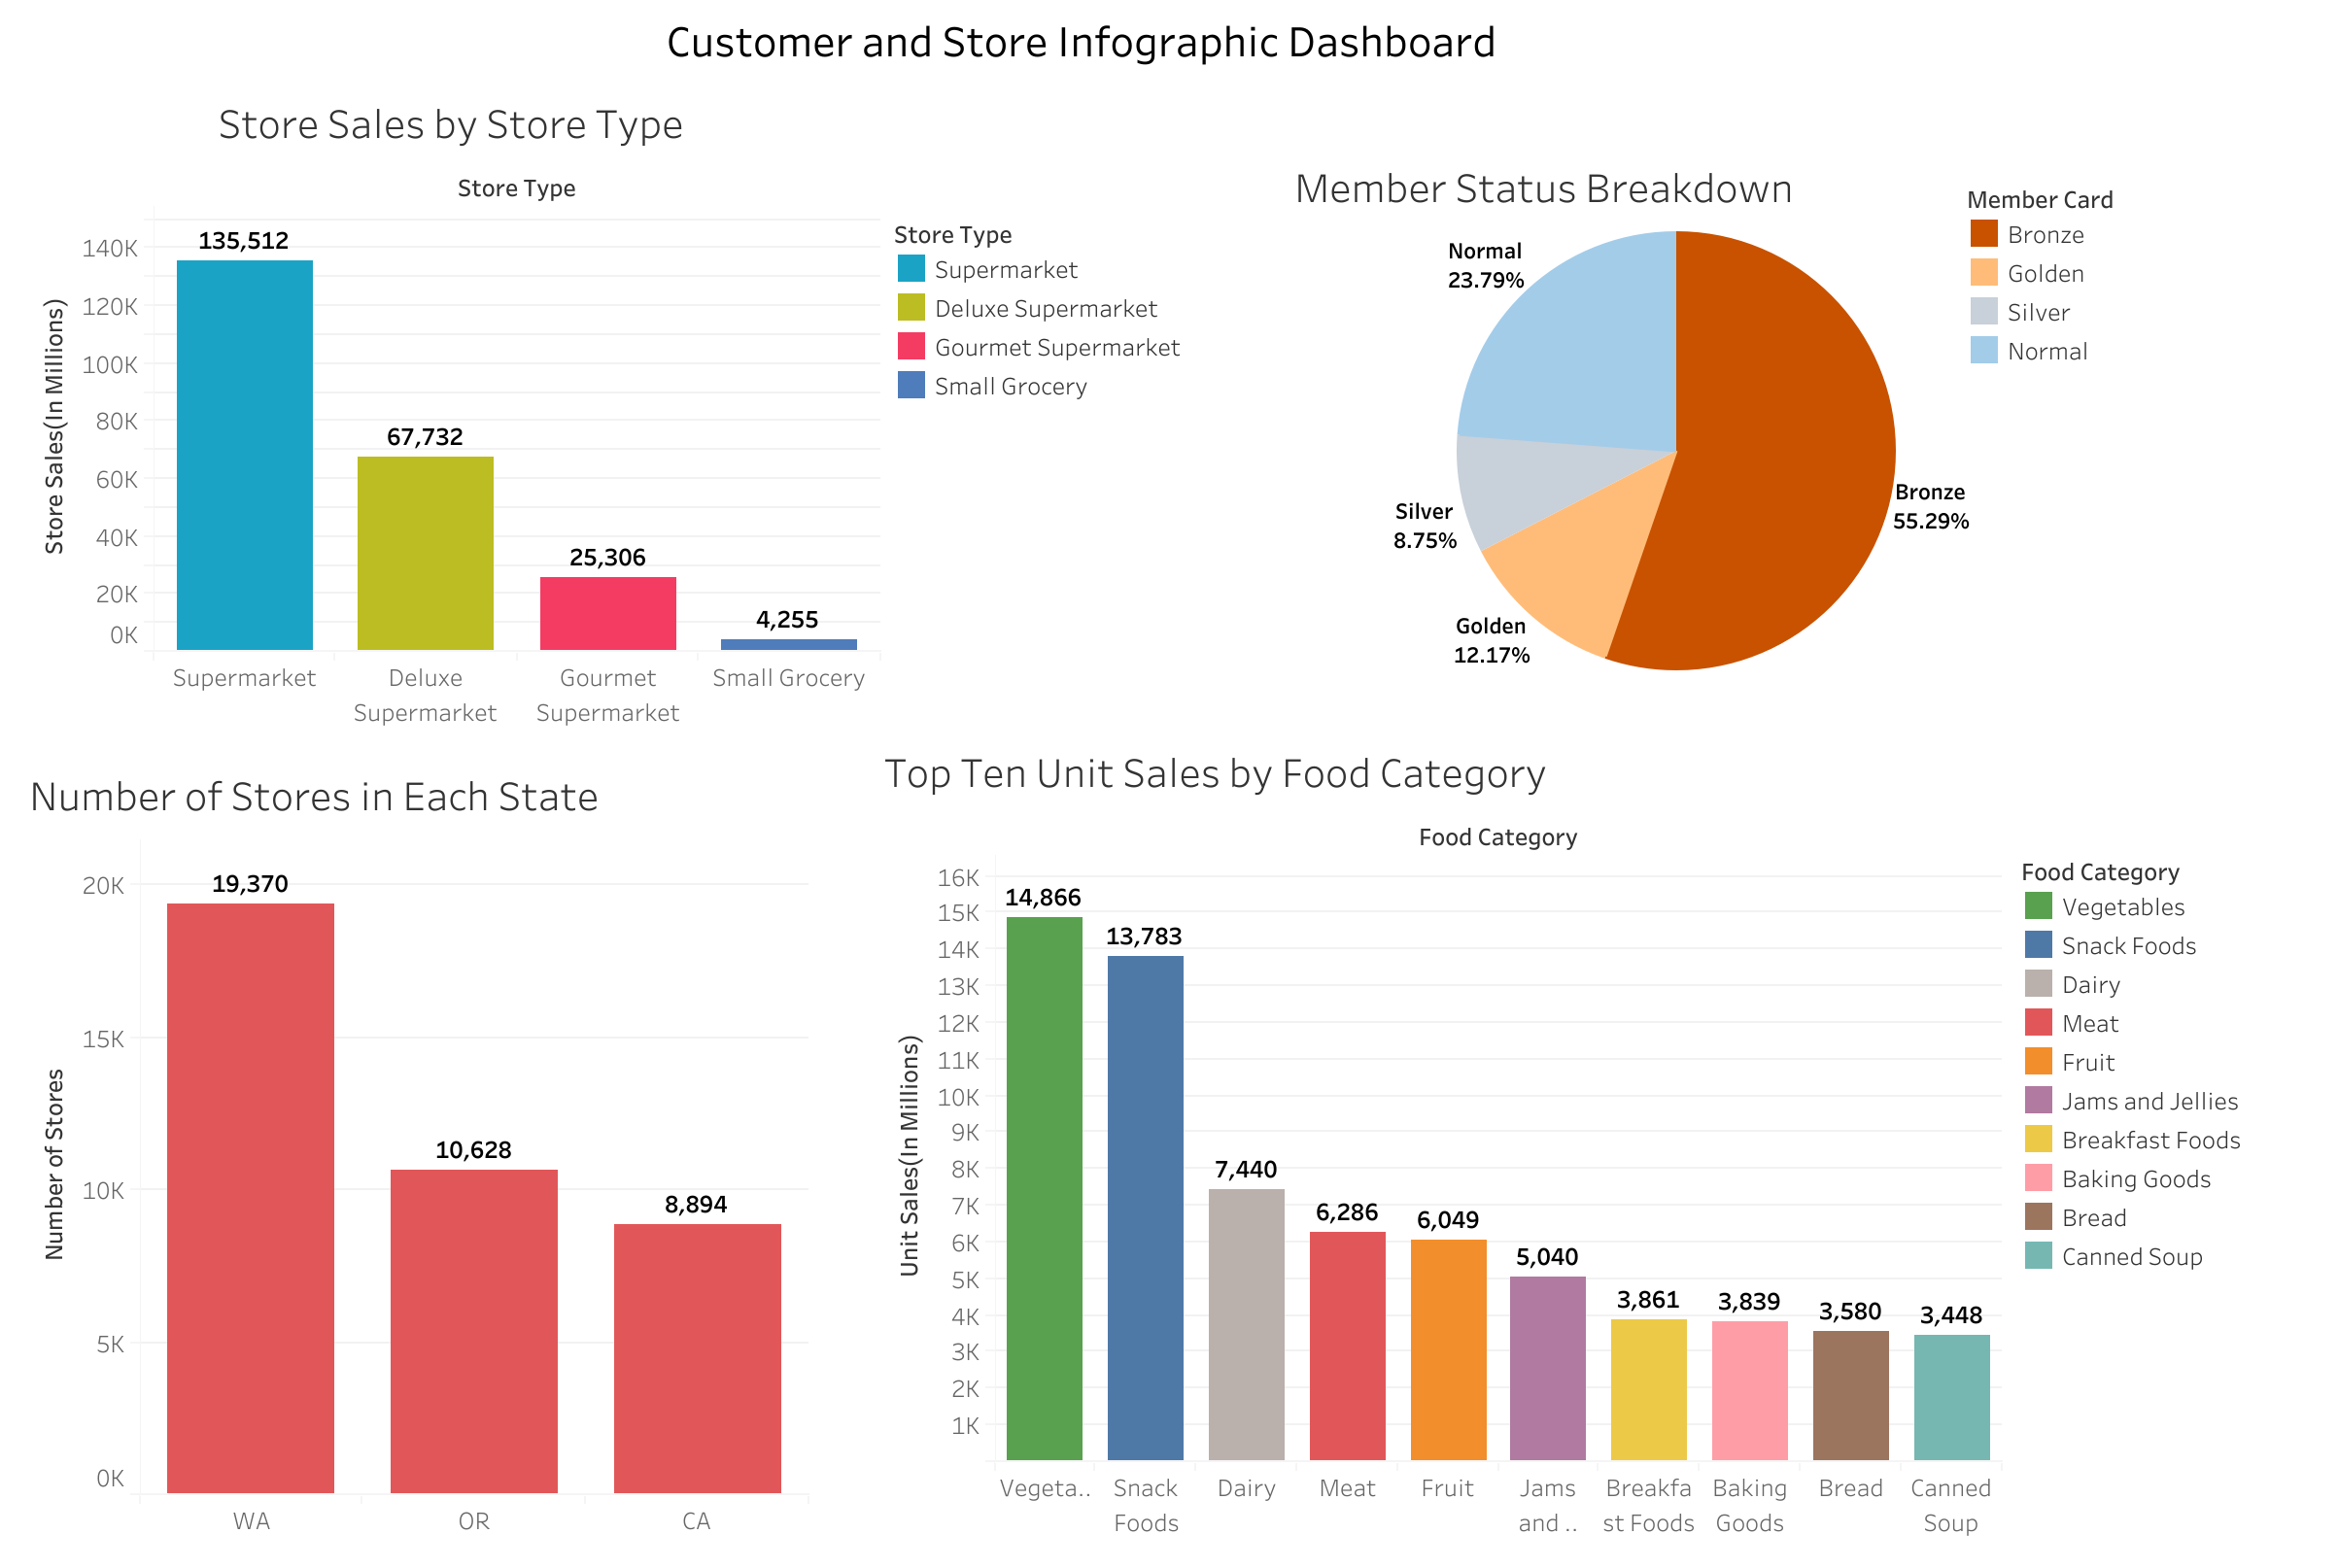 Customer and Store Infographic Dashboard
Store Sales by Store Type
Store Type
Store Sales(In Millions)
140K
120K
100K
80K
60K
40K
20K
0K
135,512
67,732
25,306
4,255
Supermarket
Deluxe
Supermarket
Gourmet
Supermarket
Small Grocery
Store Type
Supermarket
Deluxe Supermarket
Gourmet Supermarket
Small Grocery
Member Status Breakdown
Normal
23.79%
Silver
8.75%
Golden
12.17%
Bronze
55.29%
Member Card
Bronze
Golden
Silver
Normal
Number of Stores in Each State
Number of Stores
20K
15K
10K
5K
0K
19,370
10,628
8,894
WA
OR
CA
Top Ten Unit Sales by Food Category
Food Category
Unit Sales(In Millions)
16K
15K
14K
13K
12K
11K
10K
9K
8K
7K
6K
5K
4K
3K
2K
1K
14,866
13,783
7,440
6,286
6,049
5,040
3,861
3,839
3,580
3,448
Vegeta..
Snack
Foods
Dairy
Meat
Fruit
Jams
and ..
Breakfa
st Foods
Baking
Goods
Bread
Canned
Soup
Food Category
Vegetables
Snack Foods
Dairy
Meat
Fruit
Jams and Jellies
Breakfast Foods
Baking Goods
Bread
Canned Soup